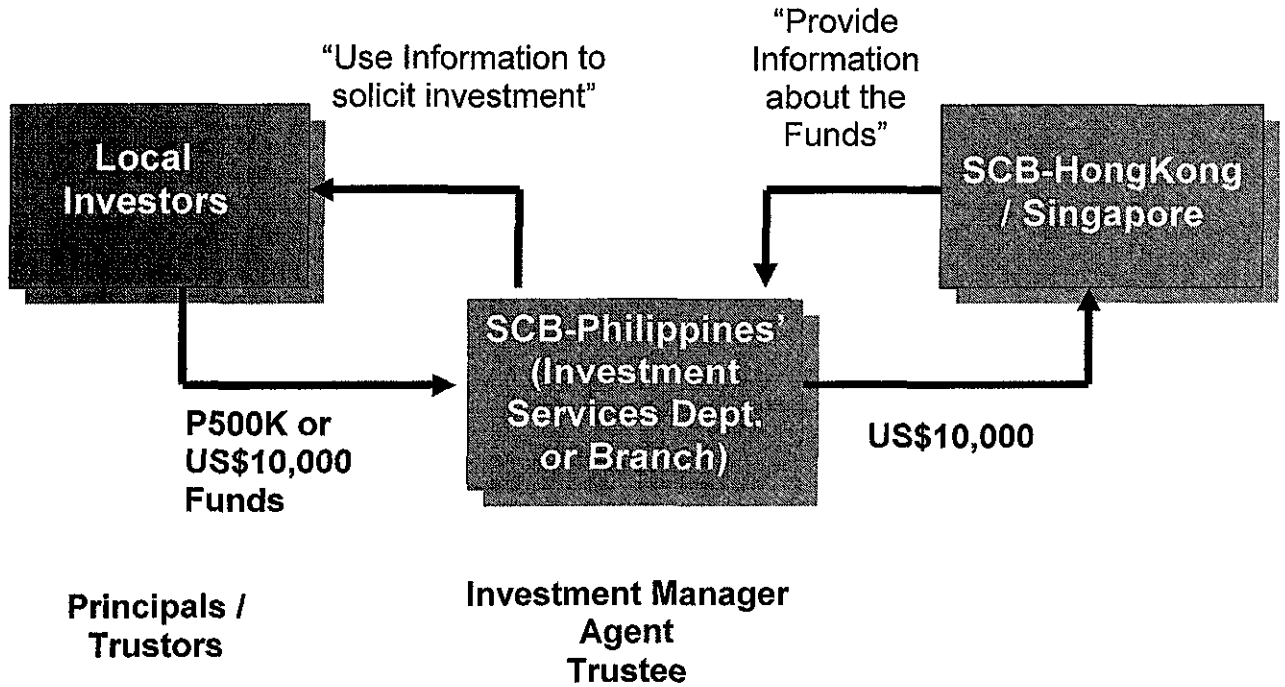 “Use Information to
solicit investment”
“Provide
Information
about the
Funds”
Local
Investors
SCB-HongKong
/ Singapore
SCB-Philippines’
(Investment
Services Dept.
or Branch)
P500K or
US$10,000
Funds
US$10,000
Principals /
Trustors
Investment Manager
Agent
Trustee